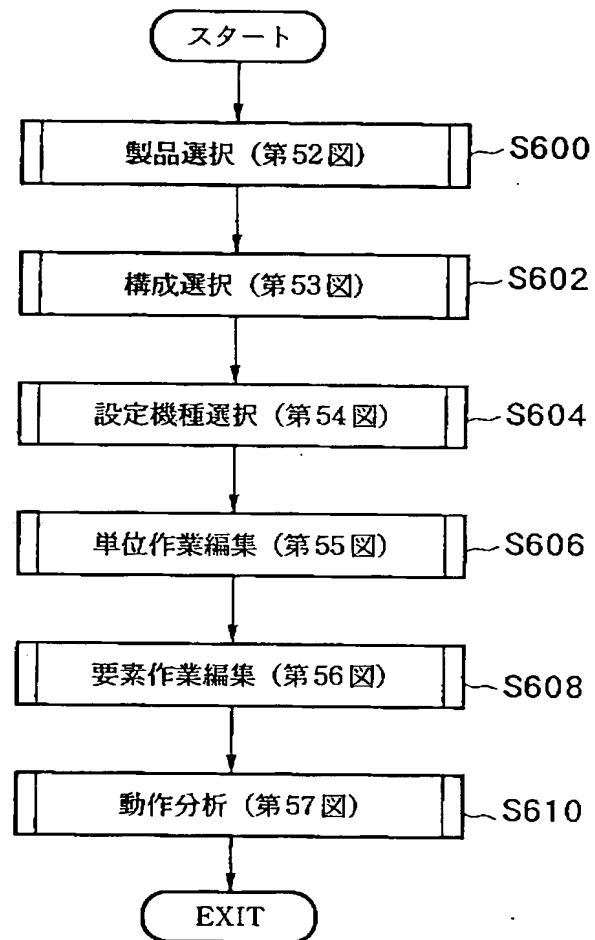 スタート
製品選択 (第52図) S600
構成選択 (第53図) S602
設定機種選択 (第54図) S604
単位作業編集 (第55図) S606
要素作業編集 (第56図) S608
動作分析 (第57図) S610
EXIT